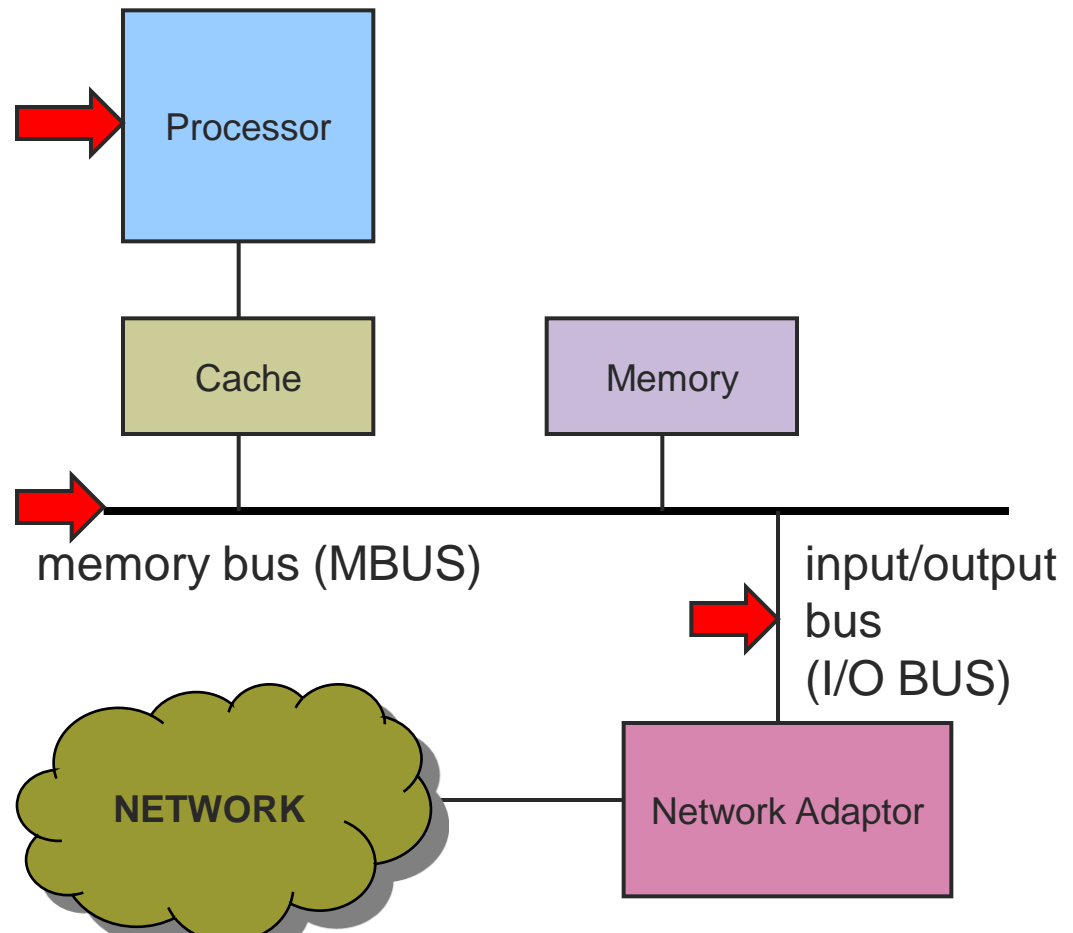 Processor
Cache
Memory
memory bus (MBUS)
input/output
bus
(I/O BUS)
NETWORK
Network Adaptor